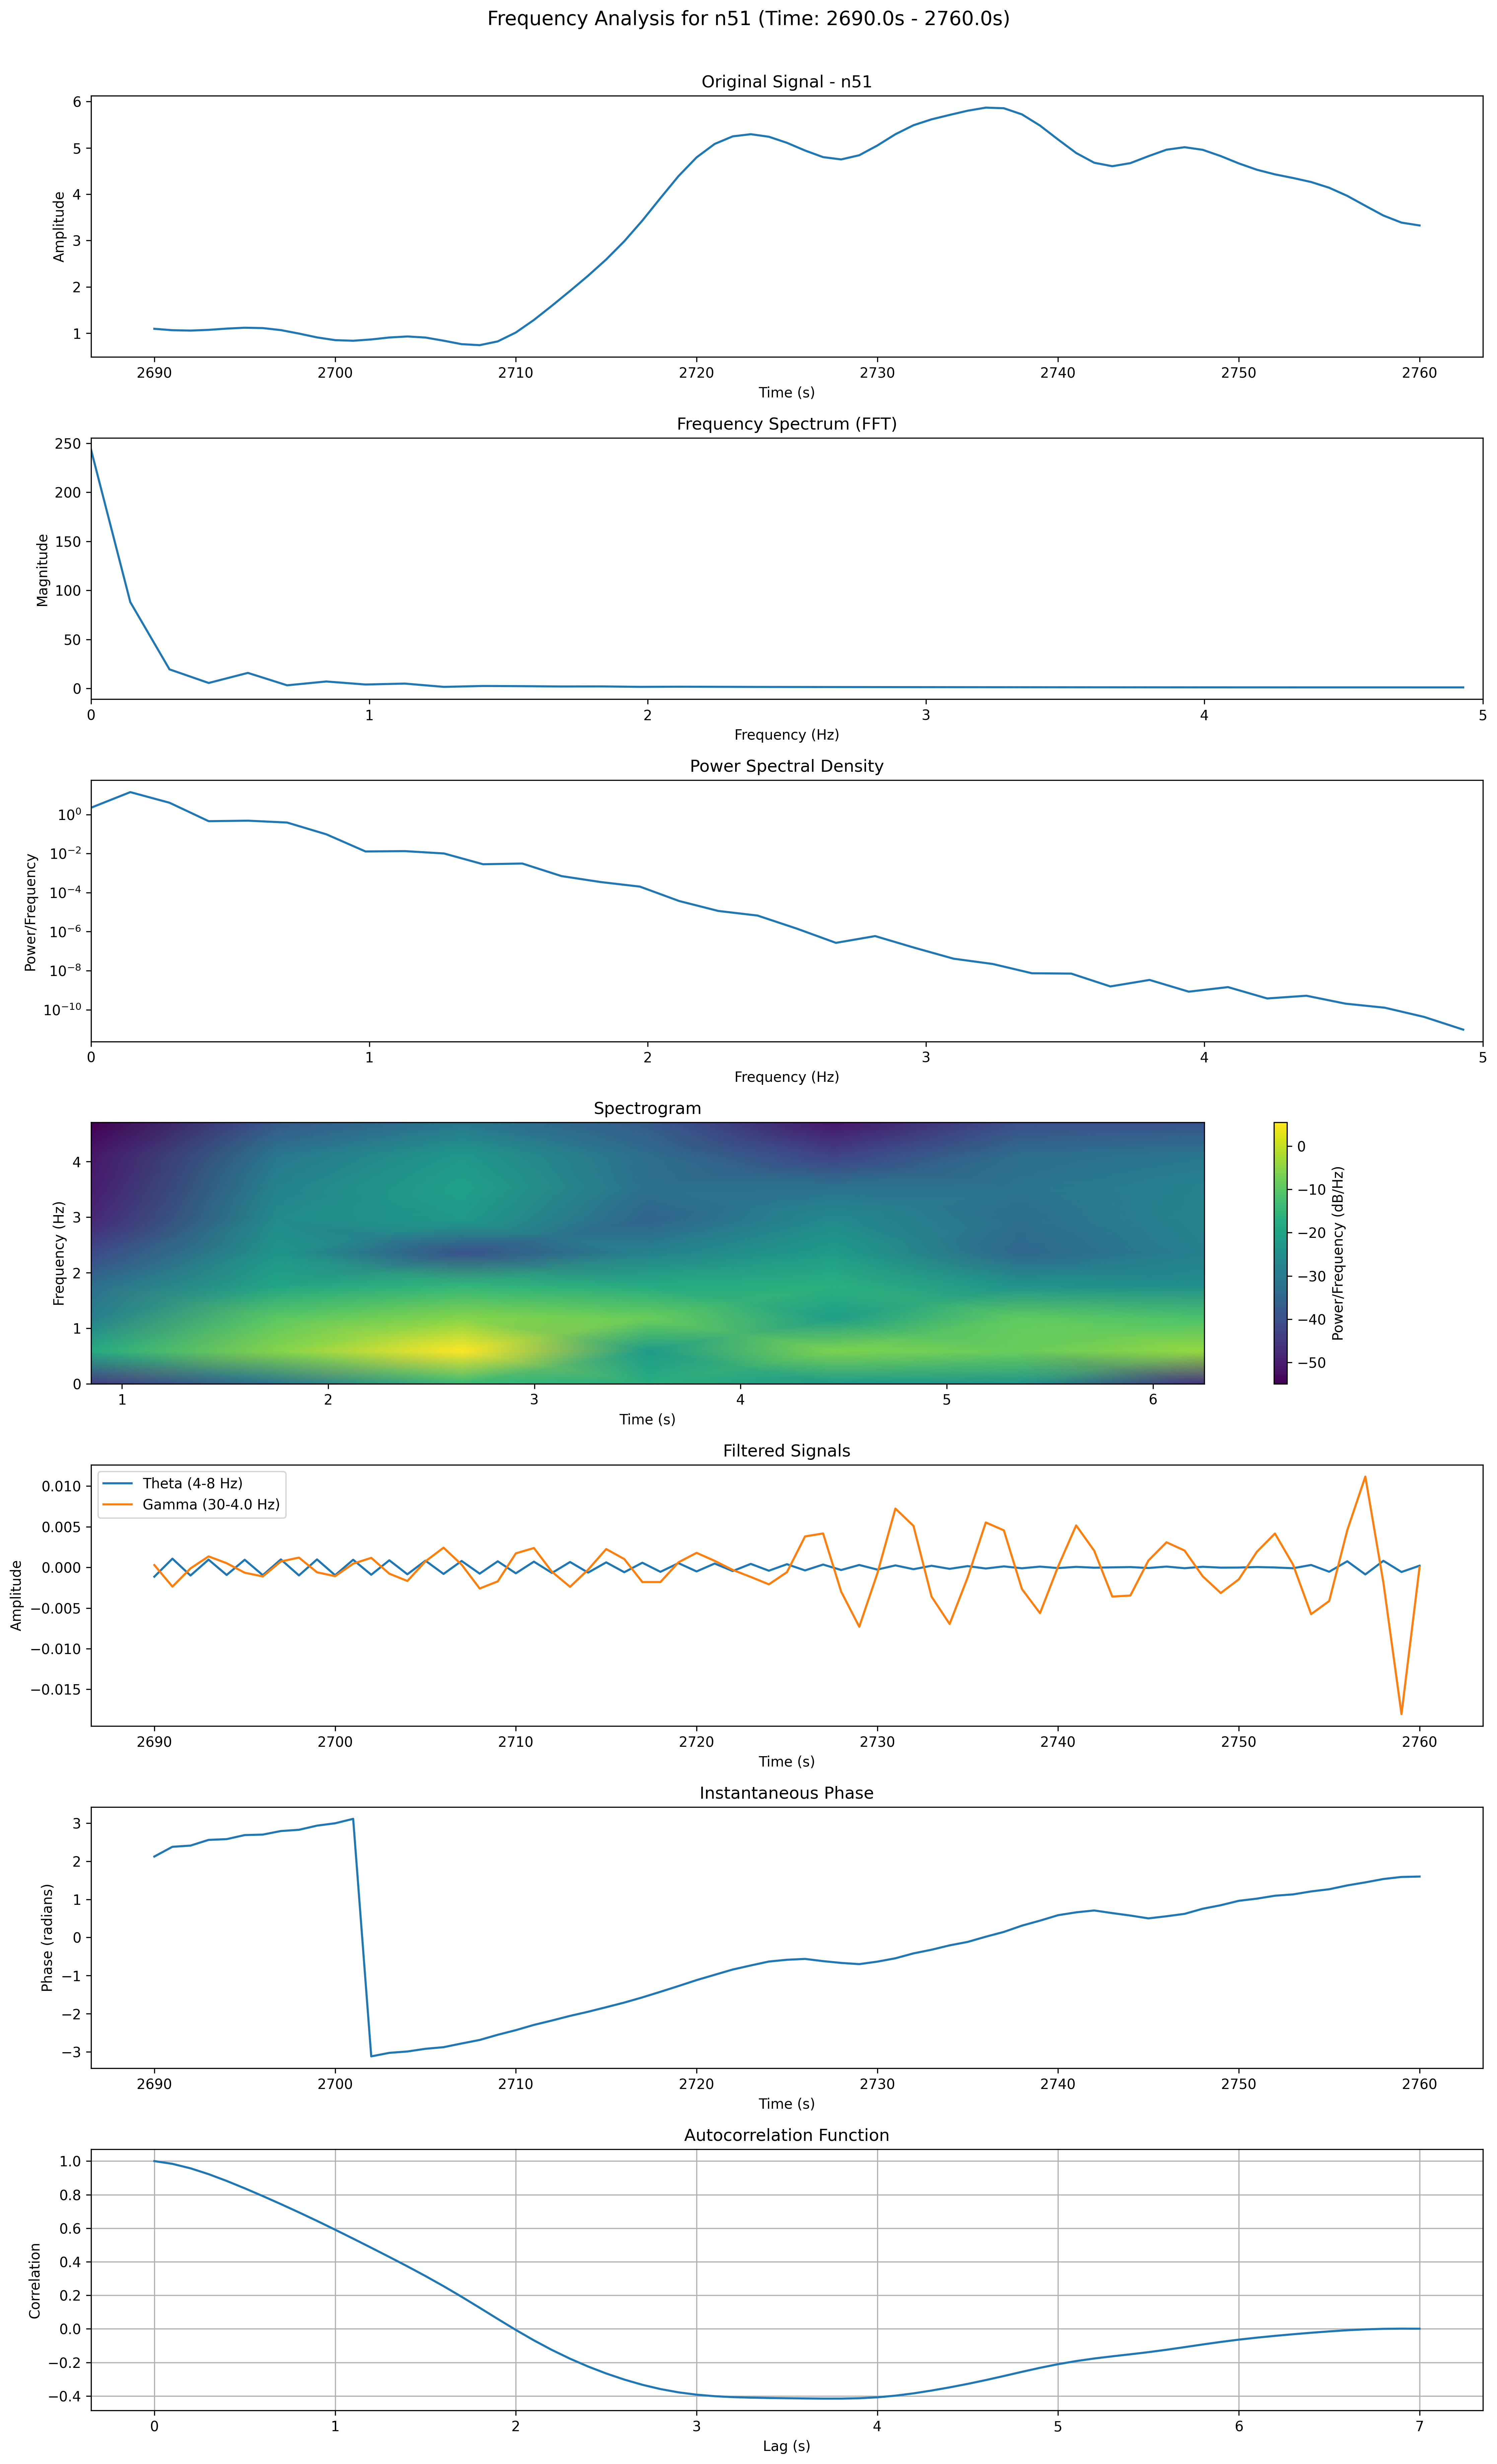 Frequency Analysis for n51 (Time: 2690.0s - 2760.0s)
Original Signal - n51
6
5
4
3
2
1
Amplitude
2690 2700 2710 2720 2730 2740 2750 2760
Time (s)
Frequency Spectrum (FFT)
250
200
150
100
50
0
Magnitude
0 1 2 3 4 5
Frequency (Hz)
Power Spectral Density
10⁰
10⁻²
10⁻⁴
10⁻⁶
10⁻⁸
10⁻¹⁰
Power/Frequency
0 1 2 3 4 5
Frequency (Hz)
Spectrogram
4
3
2
1
0
Frequency (Hz)
1 2 3 4 5 6
Time (s)
0
−10
−20
−30
−40
−50
Power/Frequency (dB/Hz)
Filtered Signals
Theta (4-8 Hz)
Gamma (30-4.0 Hz)
0.010
0.005
0.000
−0.005
−0.010
−0.015
Amplitude
2690 2700 2710 2720 2730 2740 2750 2760
Time (s)
Instantaneous Phase
3
2
1
0
−1
−2
−3
Phase (radians)
2690 2700 2710 2720 2730 2740 2750 2760
Time (s)
Autocorrelation Function
1.0
0.8
0.6
0.4
0.2
0.0
−0.2
−0.4
Correlation
0 1 2 3 4 5 6 7
Lag (s)